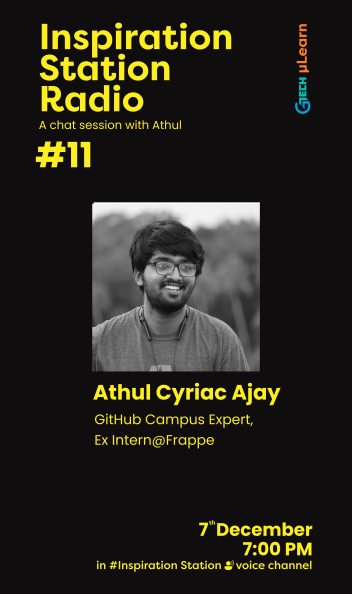 Inspiration
Station
Radio
A chat session with Athul
#11
GTECH µLearn
Athul Cyriac Ajay
GitHub Campus Expert,
Ex Intern@Frappe
7th December
7:00 PM
in #Inspiration Station voice channel